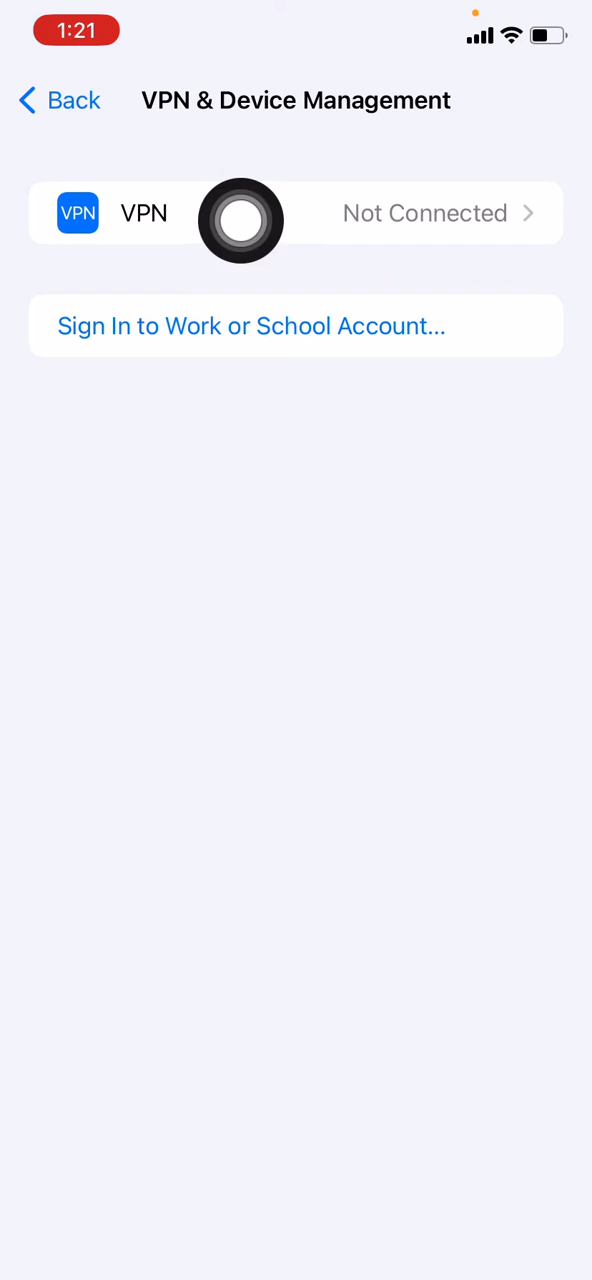 1:21
Back VPN & Device Management
VPN VPN Not Connected
Sign In to Work or School Account...